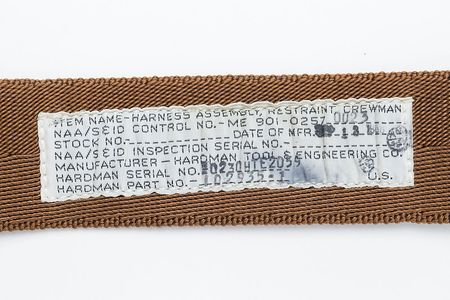 ITEM NAME-HARNESS ASSEMBLY, RESTRAINT, CREWMAN
NAA/S&ID CONTROL NO.-ME 901-0257-0023
STOCK NO. DATE OF MFR.
NAA/S&ID INSPECTION SERIAL NO.
MANUFACTURER-HARDMAN TOOL & ENGINEERING CO.
HARDMAN SERIAL NO.
HARDMAN PART NO. U.S.